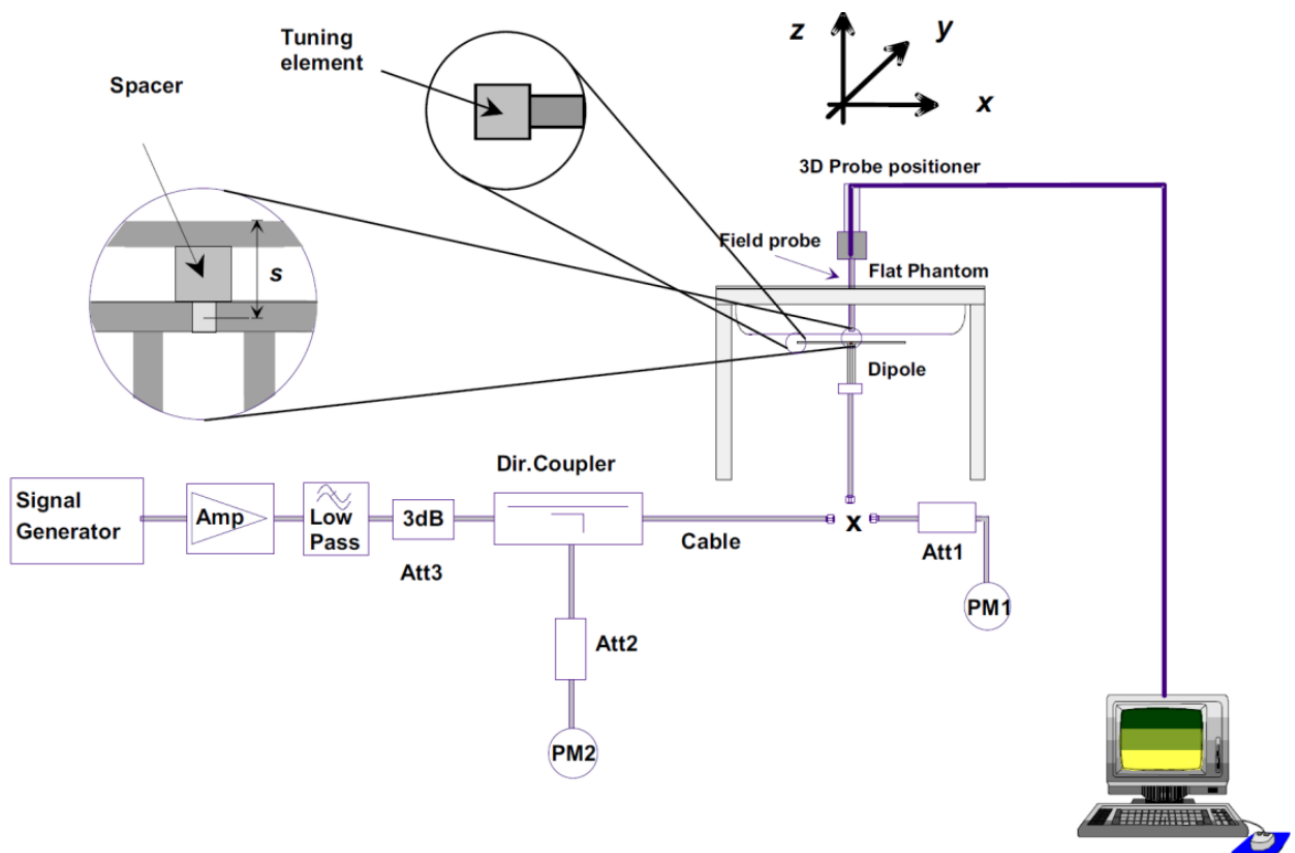 Tuning
element
Spacer
z
y
x
3D Probe positioner
Field probe
Flat Phantom
s
Dipole
Dir.Coupler
Signal
Generator
Amp
Low
Pass
3dB
Att3
Cable
x
Att1
PM1
Att2
PM2